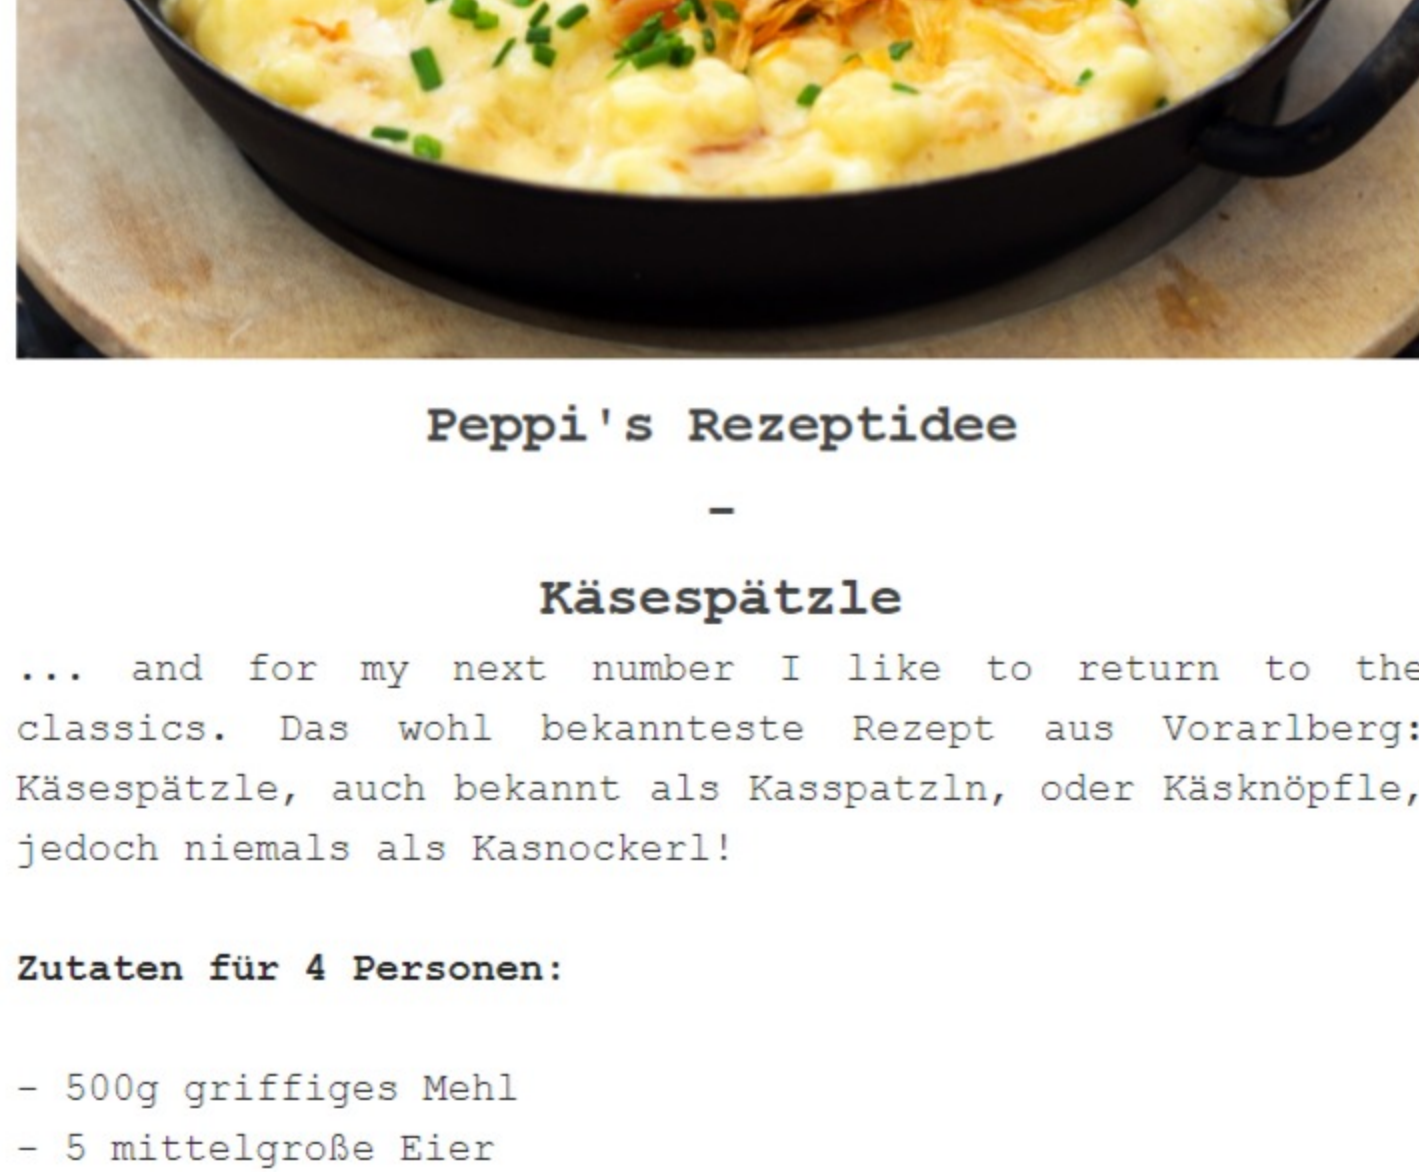 Peppi's Rezeptidee
–
Käsespätzle
... and for my next number I like to return to the
classics. Das wohl bekannteste Rezept aus Vorarlberg:
Käsespätzle, auch bekannt als Kasspatzln, oder Käsknöpfle,
jedoch niemals als Kasnockerl!
Zutaten für 4 Personen:
– 500g griffiges Mehl
– 5 mittelgroße Eier